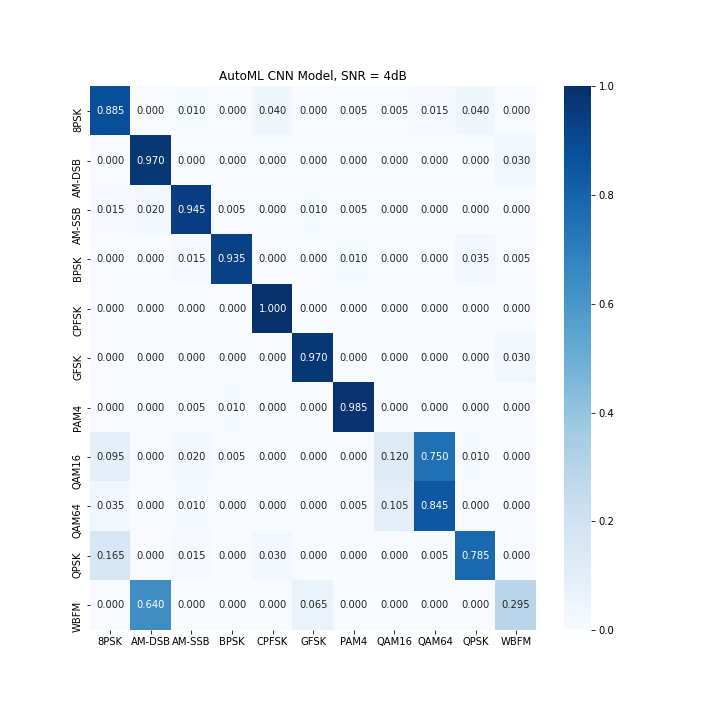 AutoML CNN Model, SNR = 4dB
8PSK 0.885 0.000 0.010 0.000 0.040 0.000 0.005 0.005 0.015 0.040 0.000
AM-DSB 0.000 0.970 0.000 0.000 0.000 0.000 0.000 0.000 0.000 0.000 0.030
AM-SSB 0.015 0.020 0.945 0.005 0.000 0.010 0.005 0.000 0.000 0.000 0.000
BPSK 0.000 0.000 0.015 0.935 0.000 0.000 0.010 0.000 0.000 0.035 0.005
CPFSK 0.000 0.000 0.000 0.000 1.000 0.000 0.000 0.000 0.000 0.000 0.000
GFSK 0.000 0.000 0.000 0.000 0.000 0.970 0.000 0.000 0.000 0.000 0.030
PAM4 0.000 0.000 0.005 0.010 0.000 0.000 0.985 0.000 0.000 0.000 0.000
QAM16 0.095 0.000 0.020 0.005 0.000 0.000 0.000 0.120 0.750 0.010 0.000
QAM64 0.035 0.000 0.010 0.000 0.000 0.000 0.005 0.105 0.845 0.000 0.000
QPSK 0.165 0.000 0.015 0.000 0.030 0.000 0.000 0.000 0.005 0.785 0.000
WBFM 0.000 0.640 0.000 0.000 0.000 0.065 0.000 0.000 0.000 0.000 0.295
8PSK AM-DSB AM-SSB BPSK CPFSK GFSK PAM4 QAM16 QAM64 QPSK WBFM
1.0
0.8
0.6
0.4
0.2
0.0